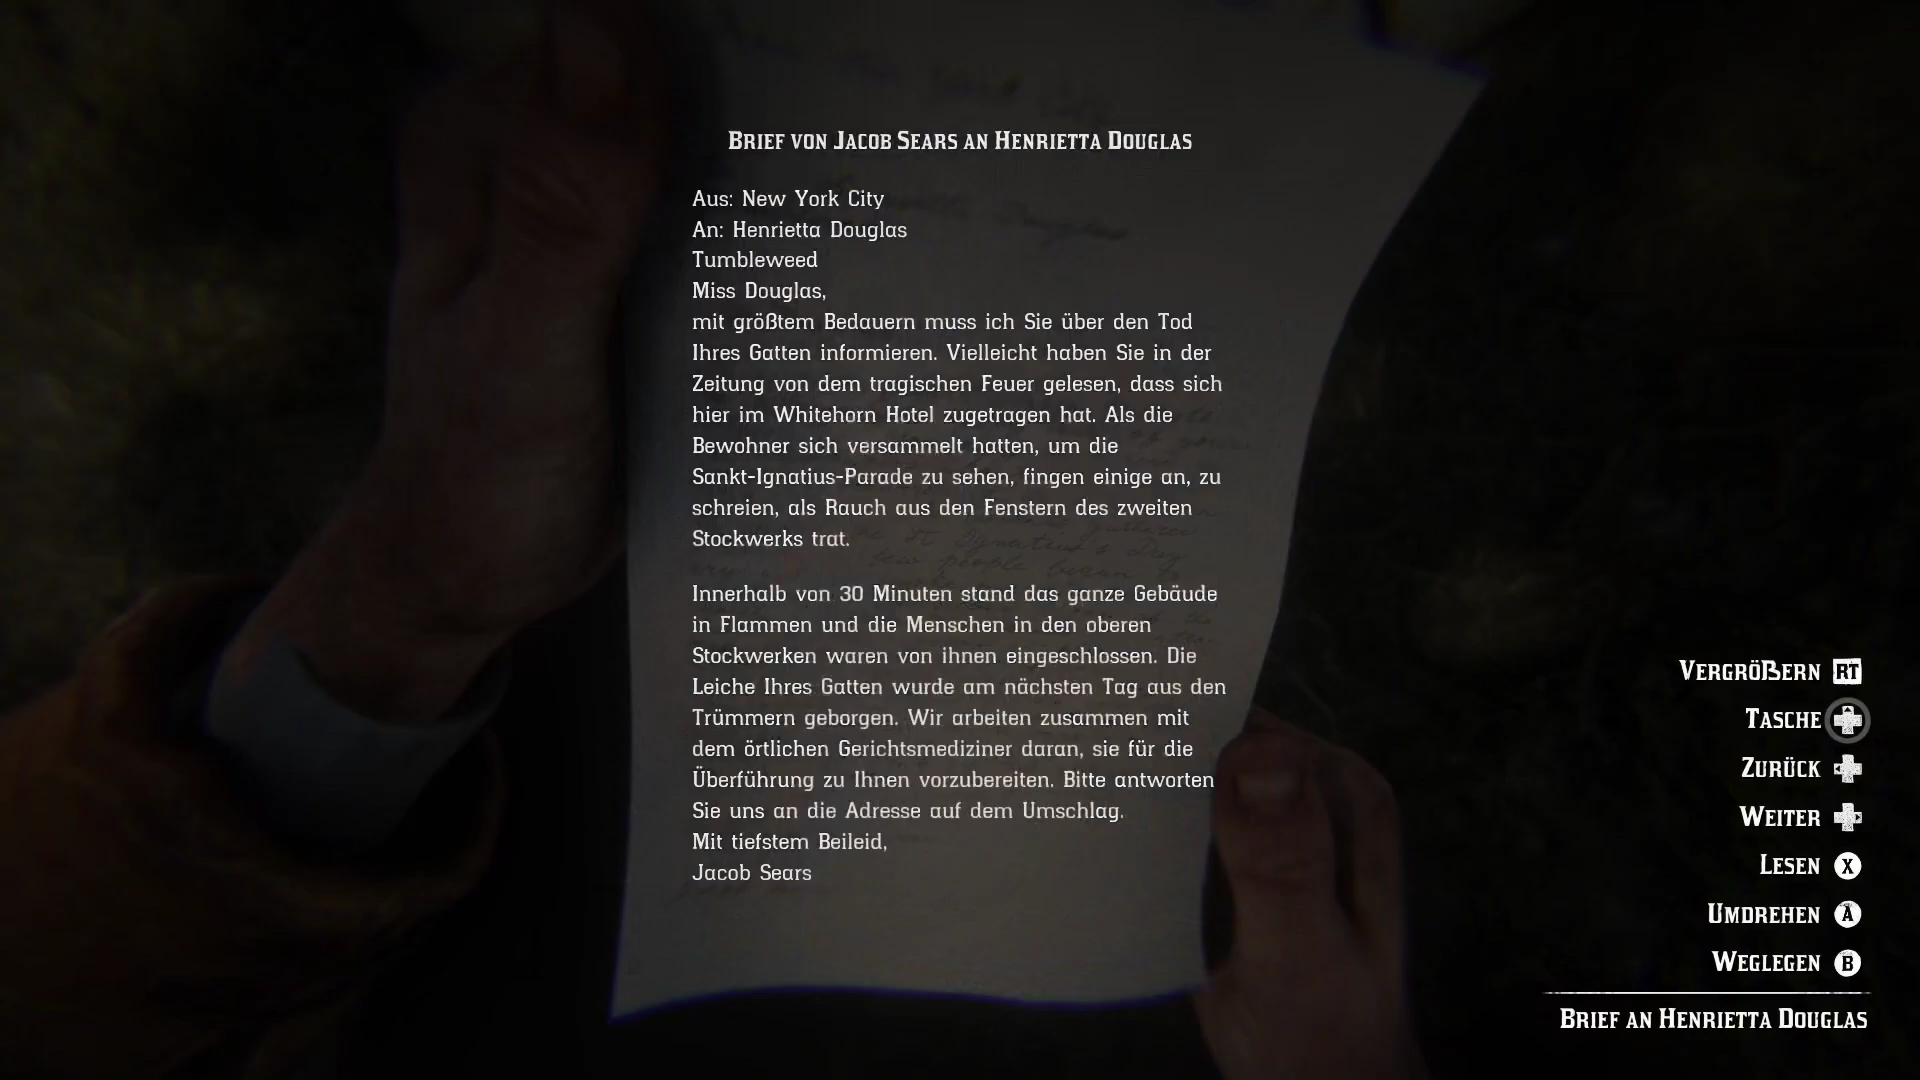 Brief von Jacob Sears an Henrietta Douglas
Aus: New York City
An: Henrietta Douglas
Tumbleweed
Miss Douglas,
mit größtem Bedauern muss ich Sie über den Tod
Ihres Gatten informieren. Vielleicht haben Sie in der
Zeitung von dem tragischen Feuer gelesen, dass sich
hier im Whitehorn Hotel zugetragen hat. Als die
Bewohner sich versammelt hatten, um die
Sankt-Ignatius-Parade zu sehen, fingen einige an, zu
schreien, als Rauch aus den Fenstern des zweiten
Stockwerks trat.
Innerhalb von 30 Minuten stand das ganze Gebäude
in Flammen und die Menschen in den oberen
Stockwerken waren von ihnen eingeschlossen. Die
Leiche Ihres Gatten wurde am nächsten Tag aus den
Trümmern geborgen. Wir arbeiten zusammen mit
dem örtlichen Gerichtsmediziner daran, sie für die
Überführung zu Ihnen vorzubereiten. Bitte antworten
Sie uns an die Adresse auf dem Umschlag.
Mit tiefstem Beileid,
Jacob Sears
Vergrößern RT
Tasche
Zurück
Weiter
Lesen X
Umdrehen A
Weglegen B
Brief an Henrietta Douglas